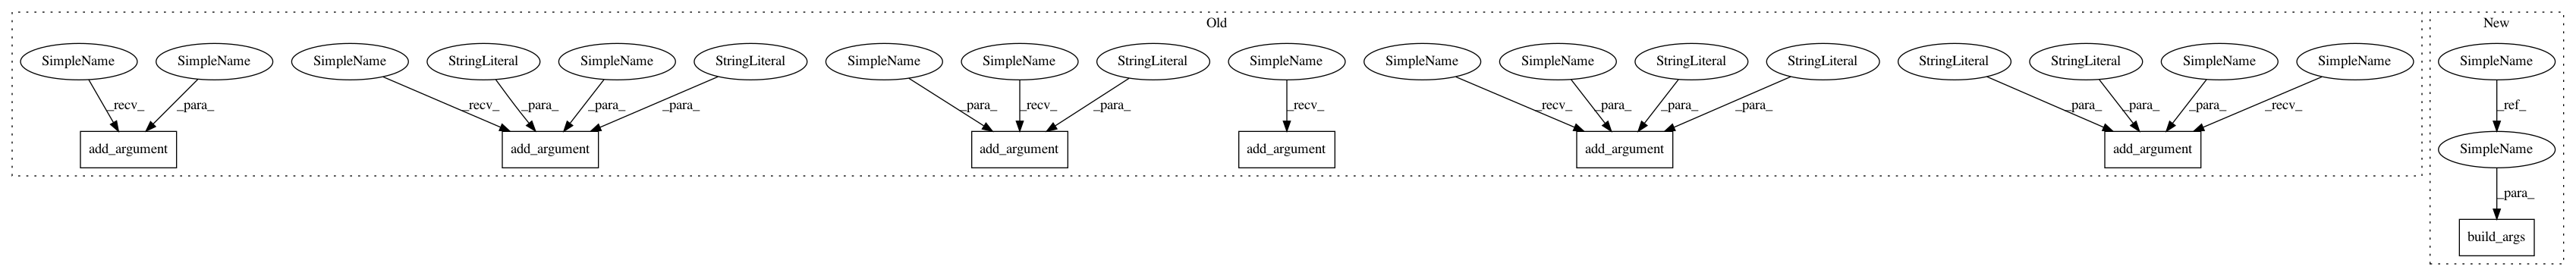 Old
New
SimpleName SimpleName SimpleName StringLiteral SimpleName StringLiteral SimpleName SimpleName StringLiteral SimpleName SimpleName SimpleName StringLiteral StringLiteral StringLiteral StringLiteral SimpleName SimpleName SimpleName
_recv_ _para_ _recv_ _para_ _para_ _para_ _para_ _recv_ _para_ _recv_ _recv_ _para_ _para_ _para_ _para_ _para_ _para_ _recv_ _ref_
add_argument add_argument add_argument add_argument add_argument add_argument SimpleName
_para_
build_args